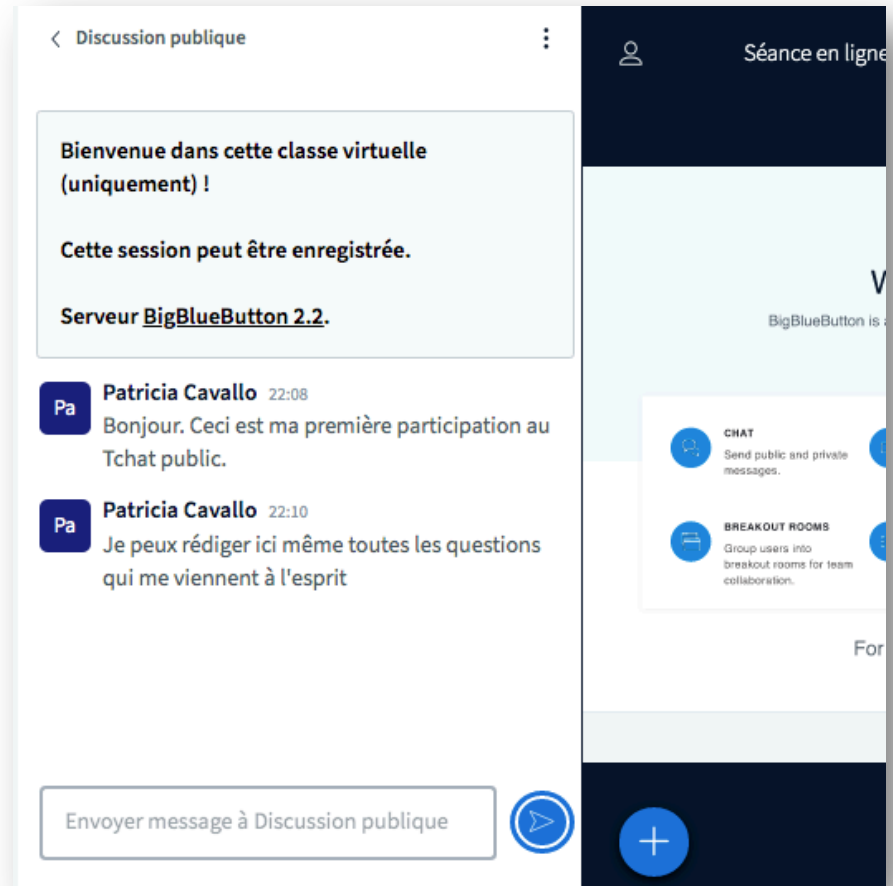 Discussion publique
Bienvenue dans cette classe virtuelle
(uniquement) !
Cette session peut être enregistrée.
Serveur BigBlueButton 2.2.
Pa
Patricia Cavallo 22:08
Bonjour. Ceci est ma première participation au
Tchat public.
Pa
Patricia Cavallo 22:10
Je peux rédiger ici même toutes les questions
qui me viennent à l'esprit
Envoyer message à Discussion publique
Séance en ligne
BigBlueButton is
CHAT
Send public and private
messages.
BREAKOUT ROOMS
Group users into
breakout rooms for team
collaboration.
For